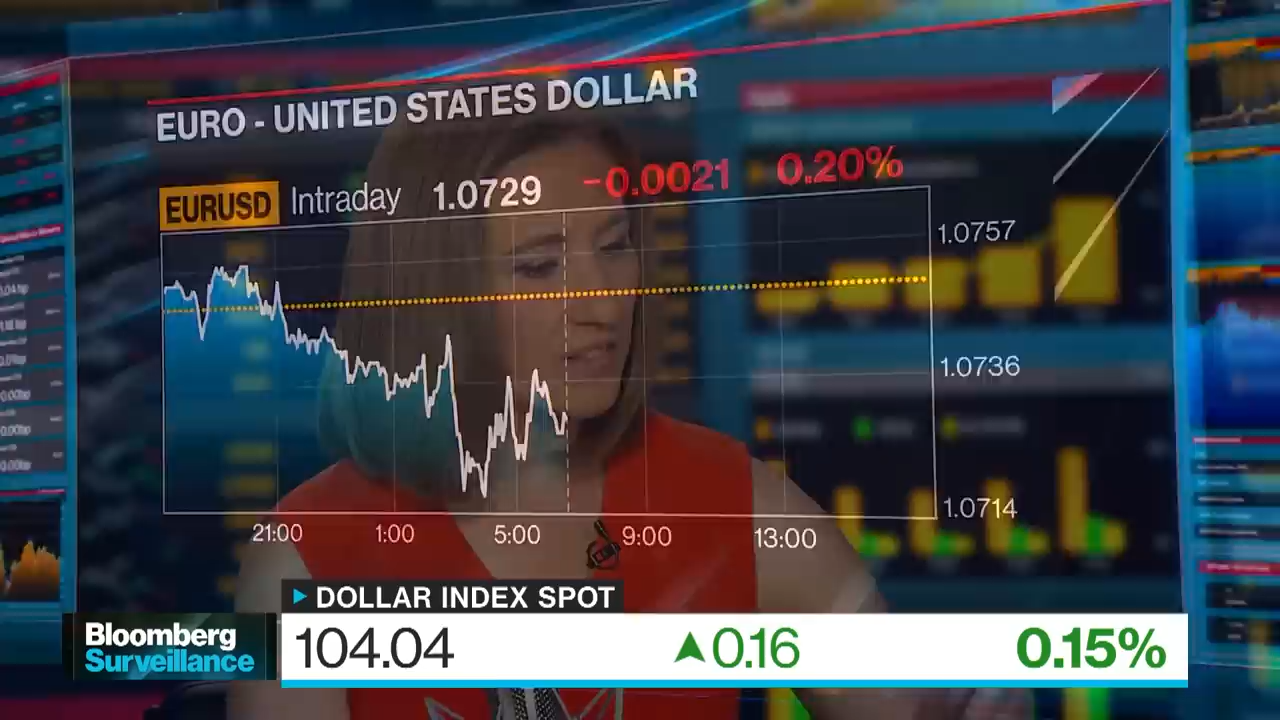 EURO - UNITED STATES DOLLAR
EURUSD Intraday 1.0729 -0.0021 0.20%
1.0757
1.0736
1.0714
21:00 1:00 5:00 9:00 13:00
DOLLAR INDEX SPOT
Bloomberg
Surveillance
104.04 ▲0.16 0.15%